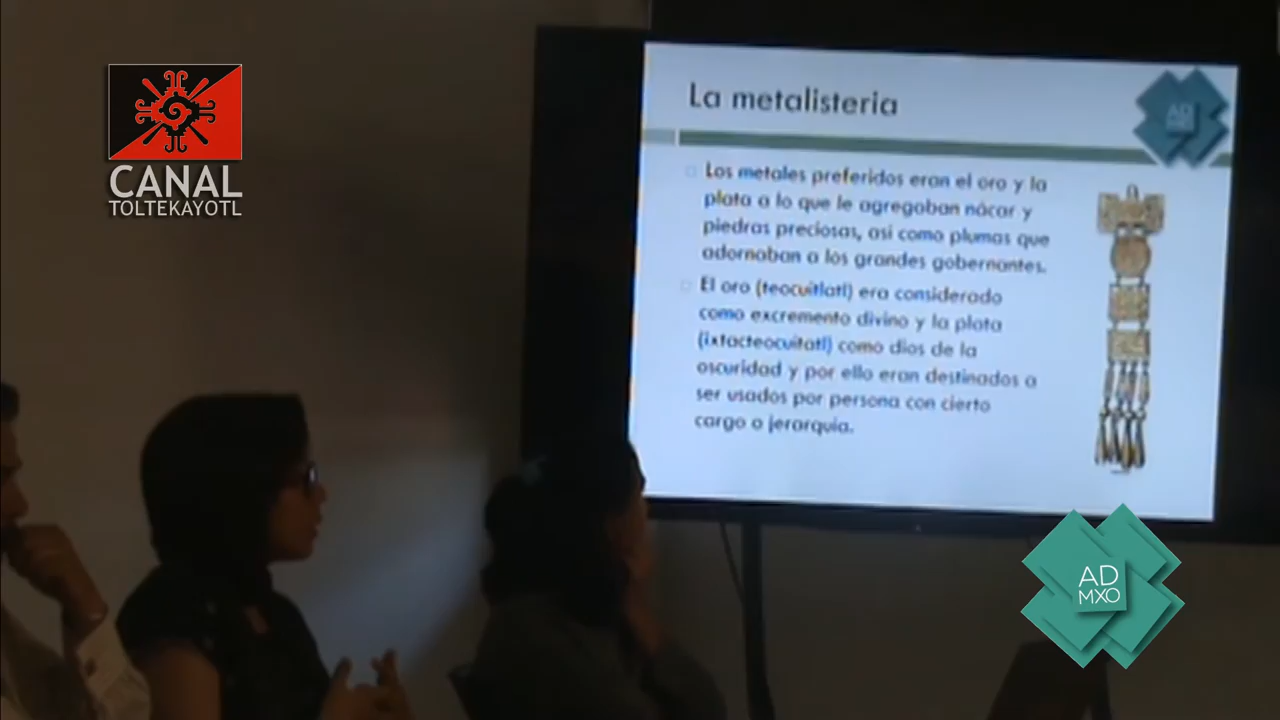 CANAL
TOLTEKAYOTL
La metalisteria
AD
Los metales preferidos eran el oro y la
plata a lo que le agregaban nácar y
piedras preciosas, así como plumas que
adornaban a los grandes gobernantes.
El oro (teocuitlatl) era considerado
como excremento divino y la plata
(ixtacteocuitatl) como dios de la
oscuridad y por ello eran destinados a
ser usados por persona con cierto
cargo o jerarquia.
AD
MXO